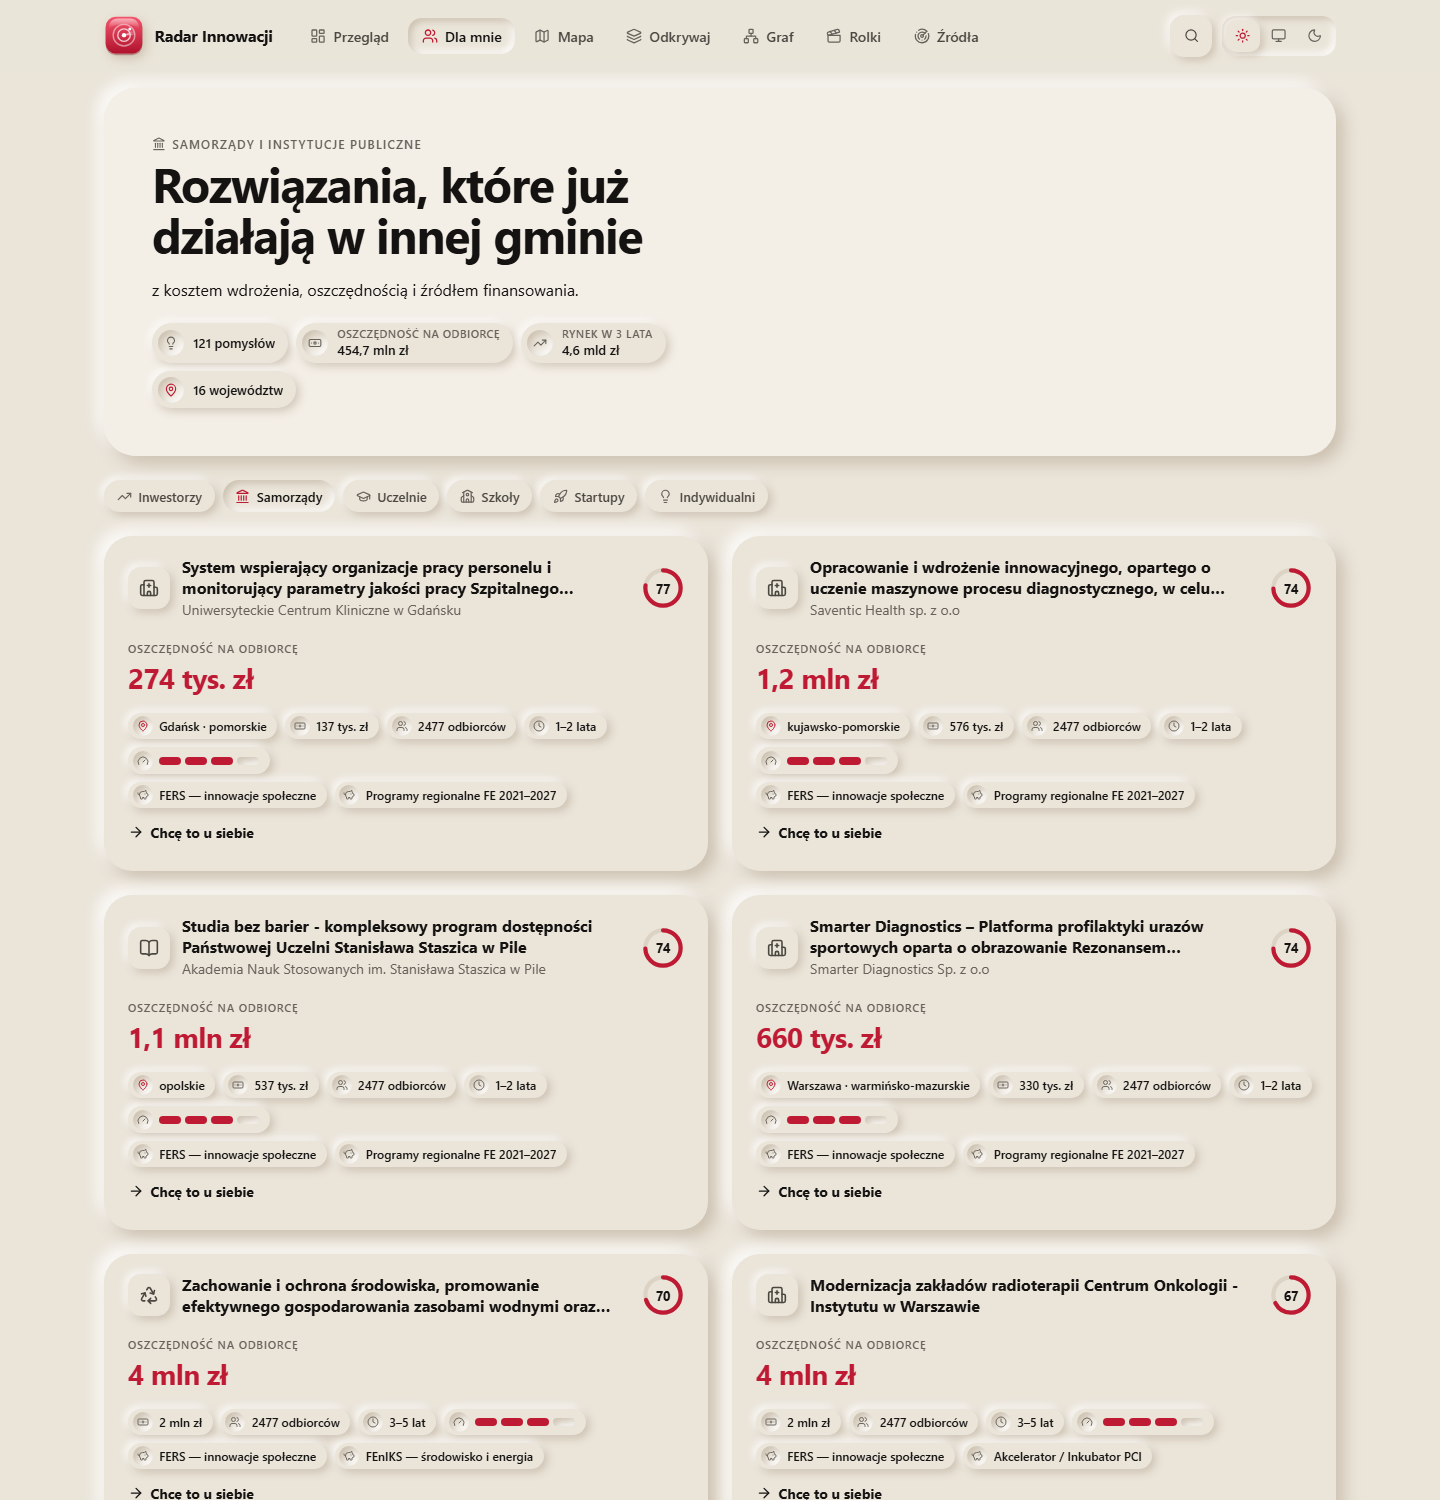 Radar Innowacji
Przegląd
Dla mnie
Mapa
Odkrywaj
Graf
Rolki
Źródła
SAMORZĄDY I INSTYTUCJE PUBLICZNE
Rozwiązania, które już
działają w innej gminie
z kosztem wdrożenia, oszczędnością i źródłem finansowania.
121 pomysłów
OSZCZĘDNOŚĆ NA ODBIORCĘ
454,7 mln zł
RYNEK W 3 LATA
4,6 mld zł
16 województw
Inwestorzy
Samorządy
Uczelnie
Szkoły
Startupy
Indywidualni
System wspierający organizacje pracy personelu i
monitorujący parametry jakości pracy Szpitalnego...
Uniwersyteckie Centrum Kliniczne w Gdańsku
77
OSZCZĘDNOŚĆ NA ODBIORCĘ
274 tys. zł
Gdańsk · pomorskie
137 tys. zł
2477 odbiorców
1–2 lata
FERS — innowacje społeczne
Programy regionalne FE 2021–2027
Chcę to u siebie
Opracowanie i wdrożenie innowacyjnego, opartego o
uczenie maszynowe procesu diagnostycznego, w celu...
Saventic Health sp. z o.o
74
OSZCZĘDNOŚĆ NA ODBIORCĘ
1,2 mln zł
kujawsko-pomorskie
576 tys. zł
2477 odbiorców
1–2 lata
FERS — innowacje społeczne
Programy regionalne FE 2021–2027
Chcę to u siebie
Studia bez barier - kompleksowy program dostępności
Państwowej Uczelni Stanisława Staszica w Pile
Akademia Nauk Stosowanych im. Stanisława Staszica w Pile
74
OSZCZĘDNOŚĆ NA ODBIORCĘ
1,1 mln zł
opolskie
537 tys. zł
2477 odbiorców
1–2 lata
FERS — innowacje społeczne
Programy regionalne FE 2021–2027
Chcę to u siebie
Smarter Diagnostics – Platforma profilaktyki urazów
sportowych oparta o obrazowanie Rezonansem...
Smarter Diagnostics Sp. z o.o
74
OSZCZĘDNOŚĆ NA ODBIORCĘ
660 tys. zł
Warszawa · warmińsko-mazurskie
330 tys. zł
2477 odbiorców
1–2 lata
FERS — innowacje społeczne
Programy regionalne FE 2021–2027
Chcę to u siebie
Zachowanie i ochrona środowiska, promowanie
efektywnego gospodarowania zasobami wodnymi oraz...
70
OSZCZĘDNOŚĆ NA ODBIORCĘ
4 mln zł
2 mln zł
2477 odbiorców
3–5 lat
FERS — innowacje społeczne
FEnIKS — środowisko i energia
Chcę to u siebie
Modernizacja zakładów radioterapii Centrum Onkologii -
Instytutu w Warszawie
67
OSZCZĘDNOŚĆ NA ODBIORCĘ
4 mln zł
2 mln zł
2477 odbiorców
3–5 lat
FERS — innowacje społeczne
Akcelerator / Inkubator PCI
Chcę to u siebie